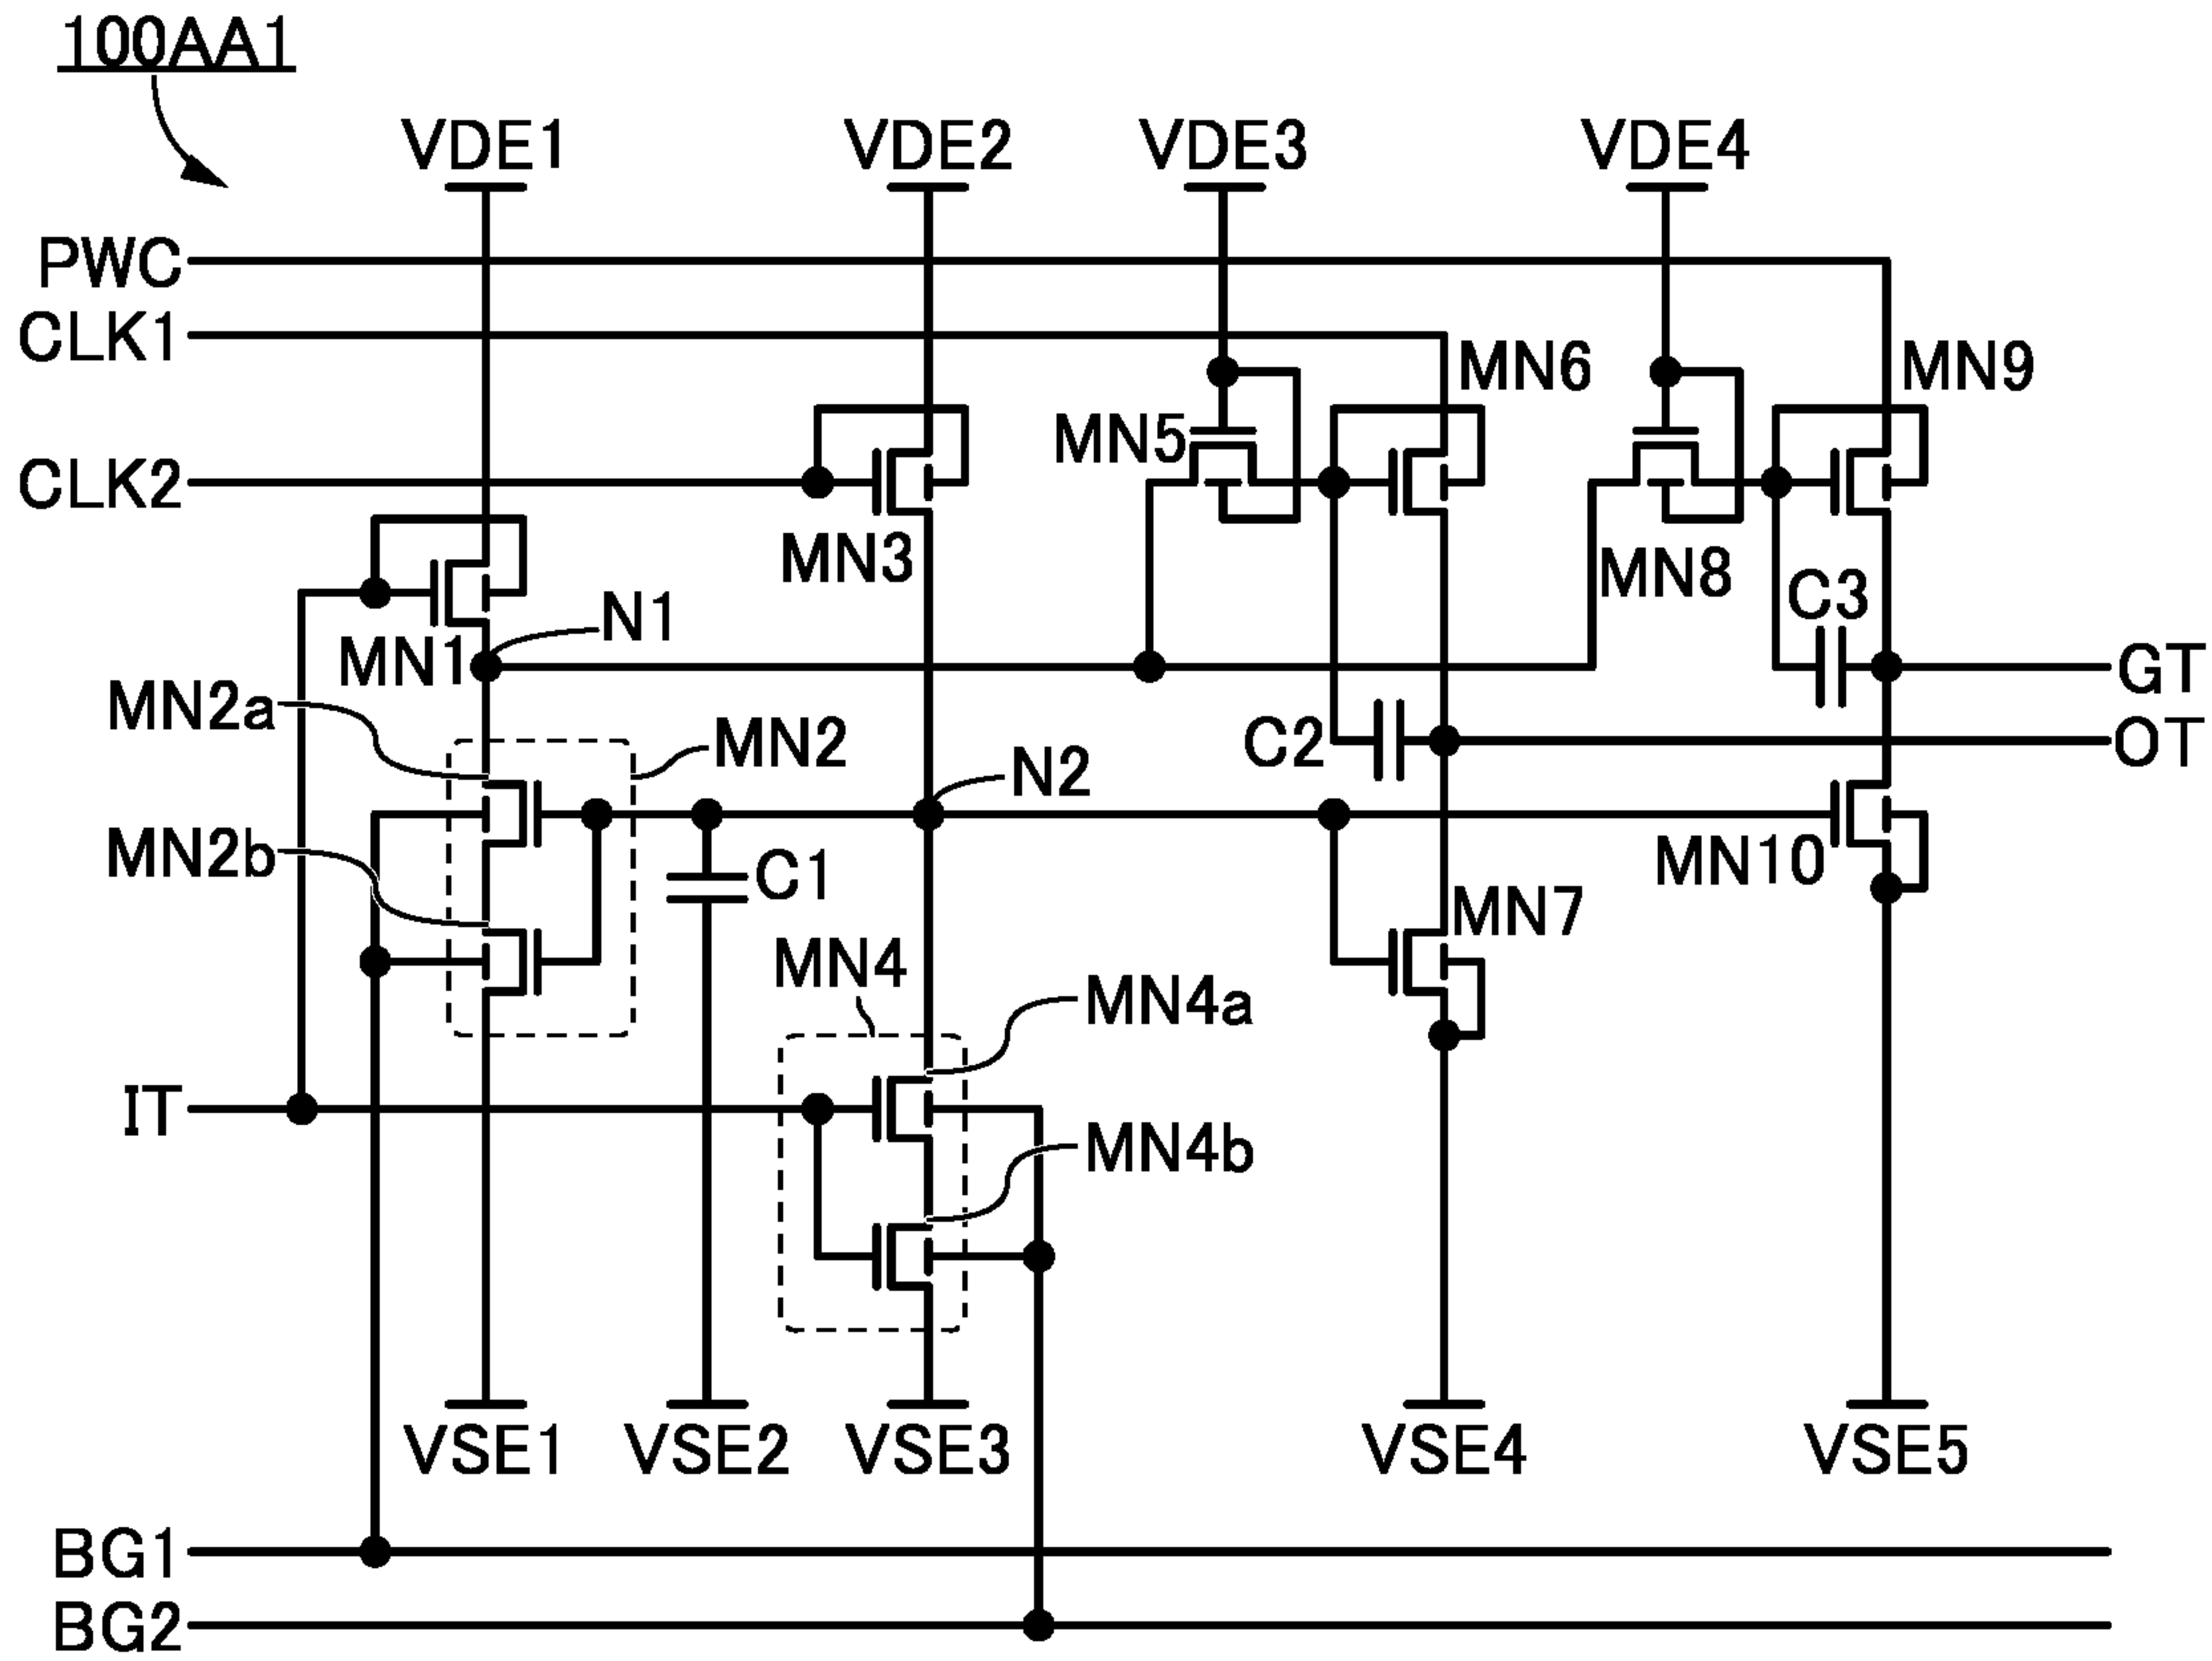 100AA1
VDE1 VDE2 VDE3 VDE4
PWC
CLK1
MN6 MN9
MN5
CLK2
MN3 MN8 C3
N1
MN1
GT
MN2a MN2 C2 OT
N2
MN2b C1 MN10
MN7
MN4
MN4a
IT
MN4b
VSE1 VSE2 VSE3 VSE4 VSE5
BG1
BG2